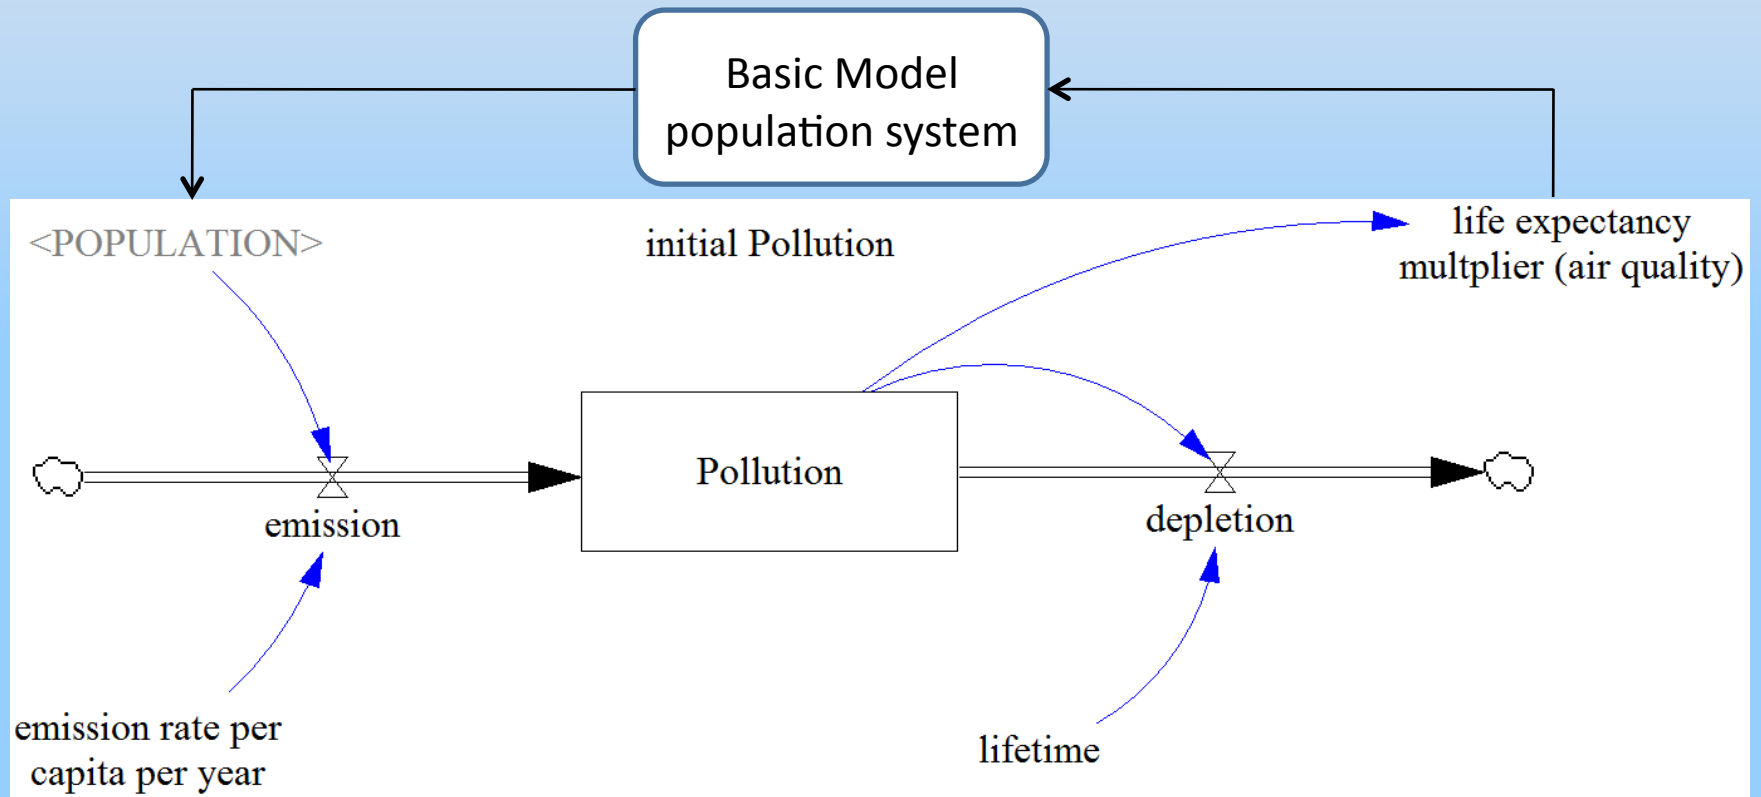 Basic Model
population system
<POPULATION>
initial Pollution
life expectancy
multplier (air quality)
Pollution
emission
depletion
emission rate per
capita per year
lifetime